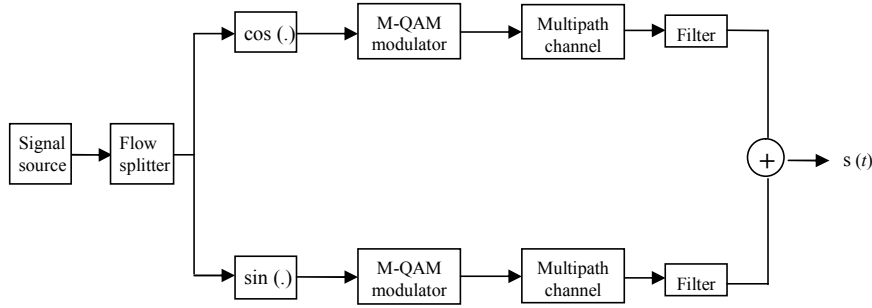 cos (.)
M-QAM
modulator
Multipath
channel
Filter
Signal
source
Flow
splitter
+
s (t)
sin (.)
M-QAM
modulator
Multipath
channel
Filter